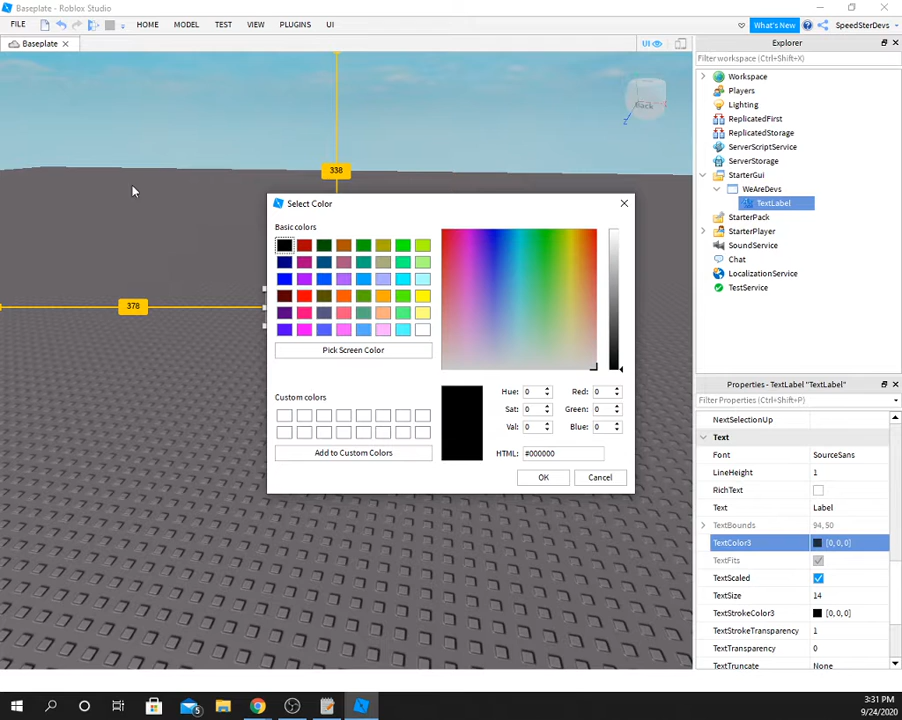 Baseplate - Roblox Studio
FILE HOME MODEL TEST VIEW PLUGINS UI What's New SpeedSterDevs
Baseplate UI
338
Back
Z
378
Select Color
Basic colors
Pick Screen Color
Custom colors
Add to Custom Colors
Hue: 0 Red: 0
Sat: 0 Green: 0
Val: 0 Blue: 0
HTML: #000000
OK Cancel
Explorer
Filter workspace (Ctrl+Shift+X)
Workspace
Players
Lighting
ReplicatedFirst
ReplicatedStorage
ServerScriptService
ServerStorage
StarterGui
WeAreDevs
TextLabel
StarterPack
StarterPlayer
SoundService
Chat
LocalizationService
TestService
Properties - TextLabel "TextLabel"
Filter Properties (Ctrl+Shift+P)
NextSelectionUp
Text
Font SourceSans
LineHeight 1
RichText
Text Label
TextBounds 94,50
TextColor3 [0, 0, 0]
TextFits
TextScaled
TextSize 14
TextStrokeColor3 [0, 0, 0]
TextStrokeTransparency 1
TextTransparency 0
TextTruncate None
5
3:31 PM
9/24/2020